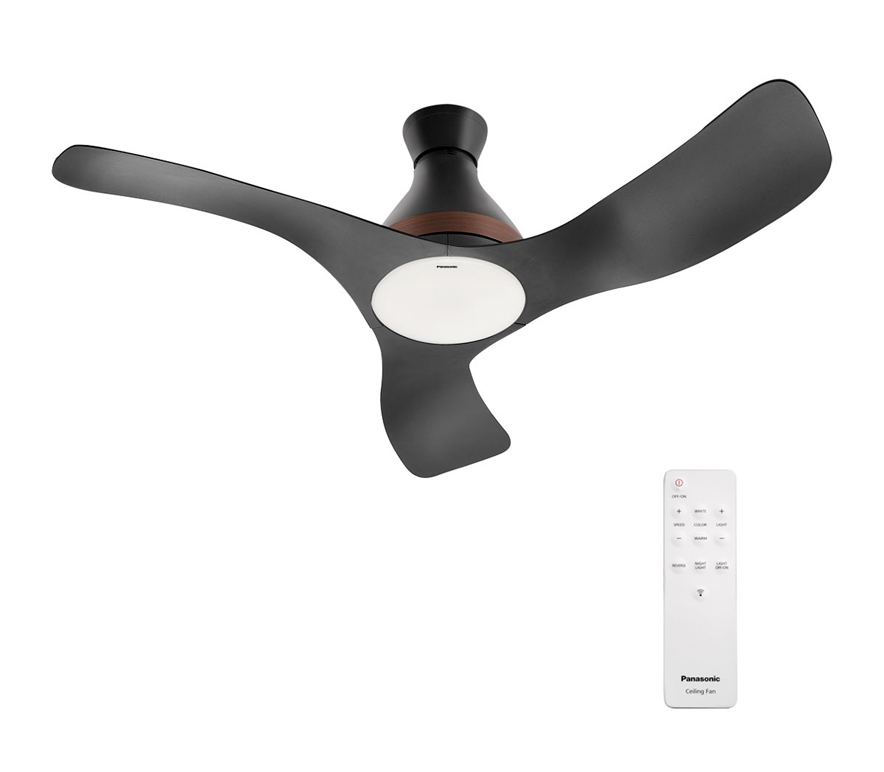 Panasonic
OFF/ON
+ WHITE +
SPEED COLOR LIGHT
− WARM −
REVERSE NIGHT LIGHT
LIGHT OFF/ON
Panasonic
Ceiling Fan